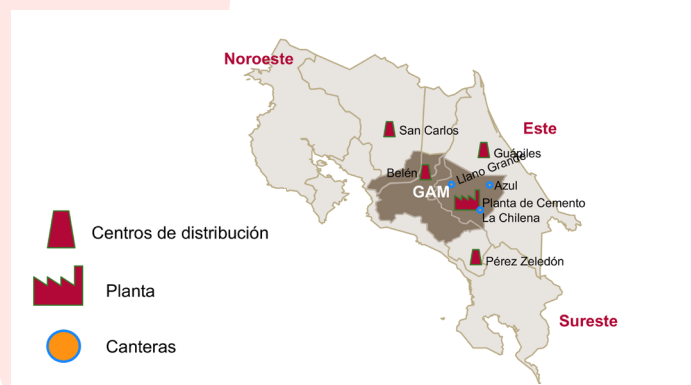 Noroeste
Este
San Carlos
Guápiles
Llano Grande
Belén
Azul
GAM
Planta de Cemento
La Chilena
Centros de distribución
Pérez Zeledón
Planta
Sureste
Canteras